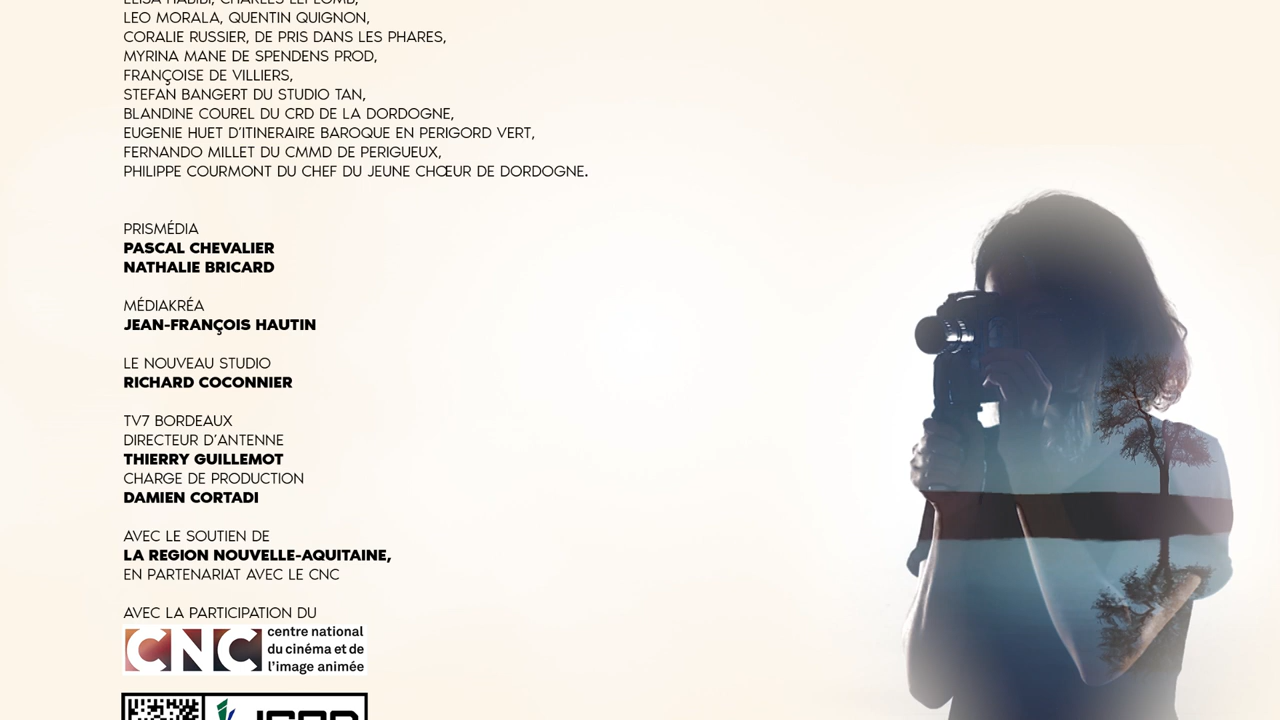 ELISA HABIBI, CHARLES LEPLOMB,
LEO MORALA, QUENTIN QUIGNON,
CORALIE RUSSIER, DE PRIS DANS LES PHARES,
MYRINA MANE DE SPENDENS PROD,
FRANÇOISE DE VILLIERS,
STEFAN BANGERT DU STUDIO TAN,
BLANDINE COUREL DU CRD DE LA DORDOGNE,
EUGENIE HUET D'ITINERAIRE BAROQUE EN PERIGORD VERT,
FERNANDO MILLET DU CMMD DE PERIGUEUX,
PHILIPPE COURMONT DU CHEF DU JEUNE CHŒUR DE DORDOGNE.
PRISMÉDIA
PASCAL CHEVALIER
NATHALIE BRICARD
MÉDIAKRÉA
JEAN-FRANÇOIS HAUTIN
LE NOUVEAU STUDIO
RICHARD COCONNIER
TV7 BORDEAUX
DIRECTEUR D'ANTENNE
THIERRY GUILLEMOT
CHARGE DE PRODUCTION
DAMIEN CORTADI
AVEC LE SOUTIEN DE
LA REGION NOUVELLE-AQUITAINE,
EN PARTENARIAT AVEC LE CNC
AVEC LA PARTICIPATION DU
CNC
centre national
du cinéma et de
l'image animée